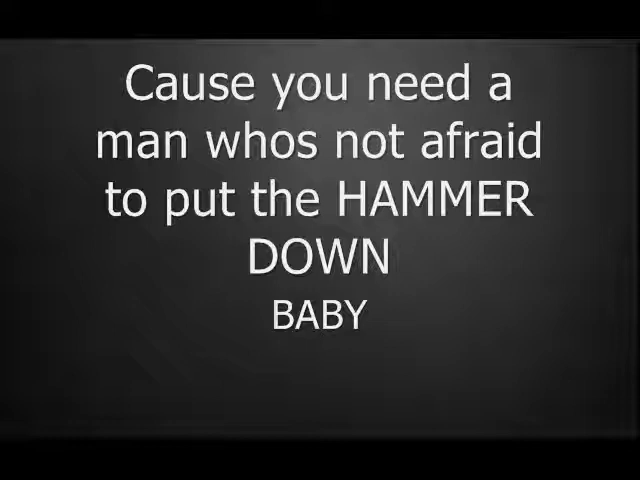 Cause you need a
man whos not afraid
to put the HAMMER
DOWN
BABY